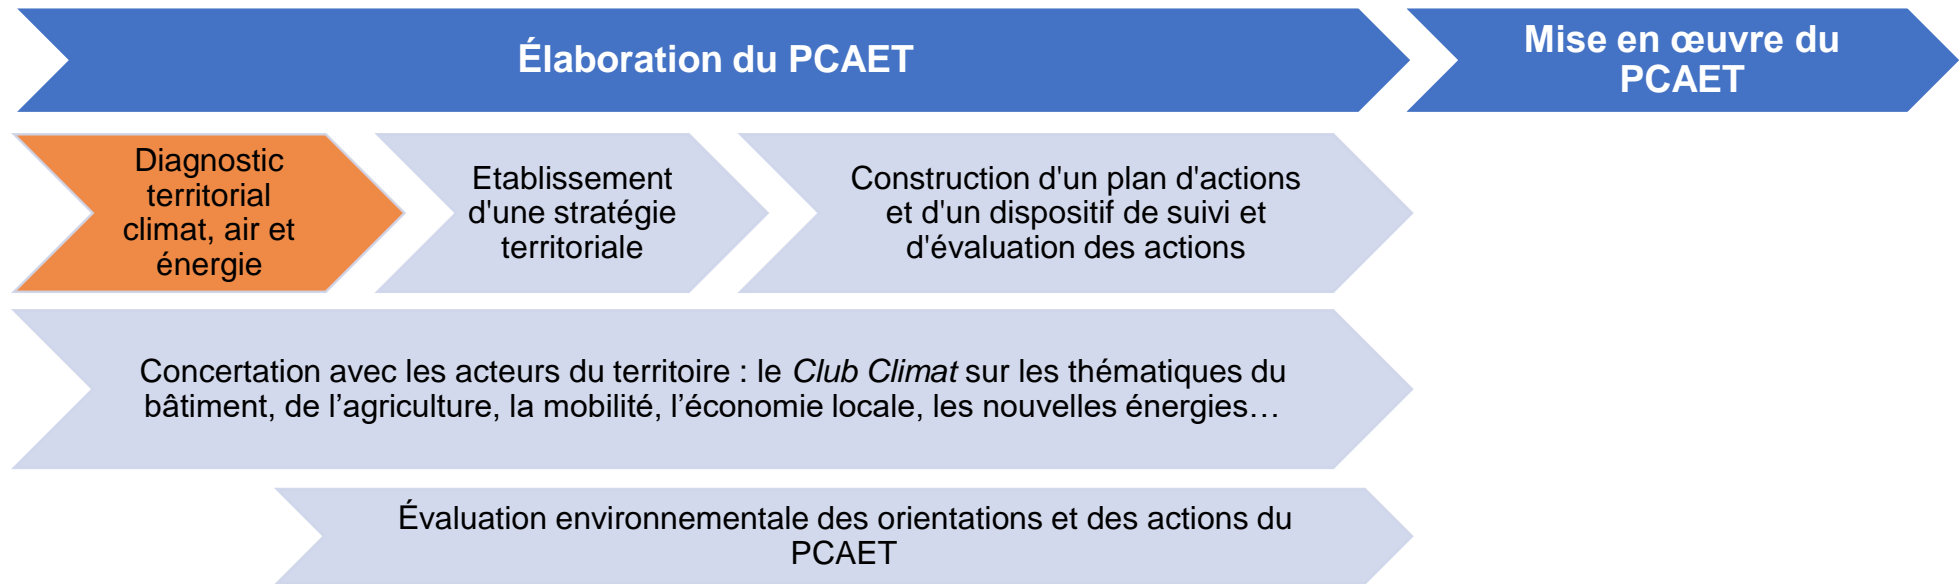 Élaboration du PCAET
Mise en œuvre du
PCAET
Diagnostic
territorial
climat, air et
énergie
Etablissement
d'une stratégie
territoriale
Construction d'un plan d'actions
et d'un dispositif de suivi et
d'évaluation des actions
Concertation avec les acteurs du territoire : le Club Climat sur les thématiques du
bâtiment, de l’agriculture, la mobilité, l’économie locale, les nouvelles énergies…
Évaluation environnementale des orientations et des actions du
PCAET